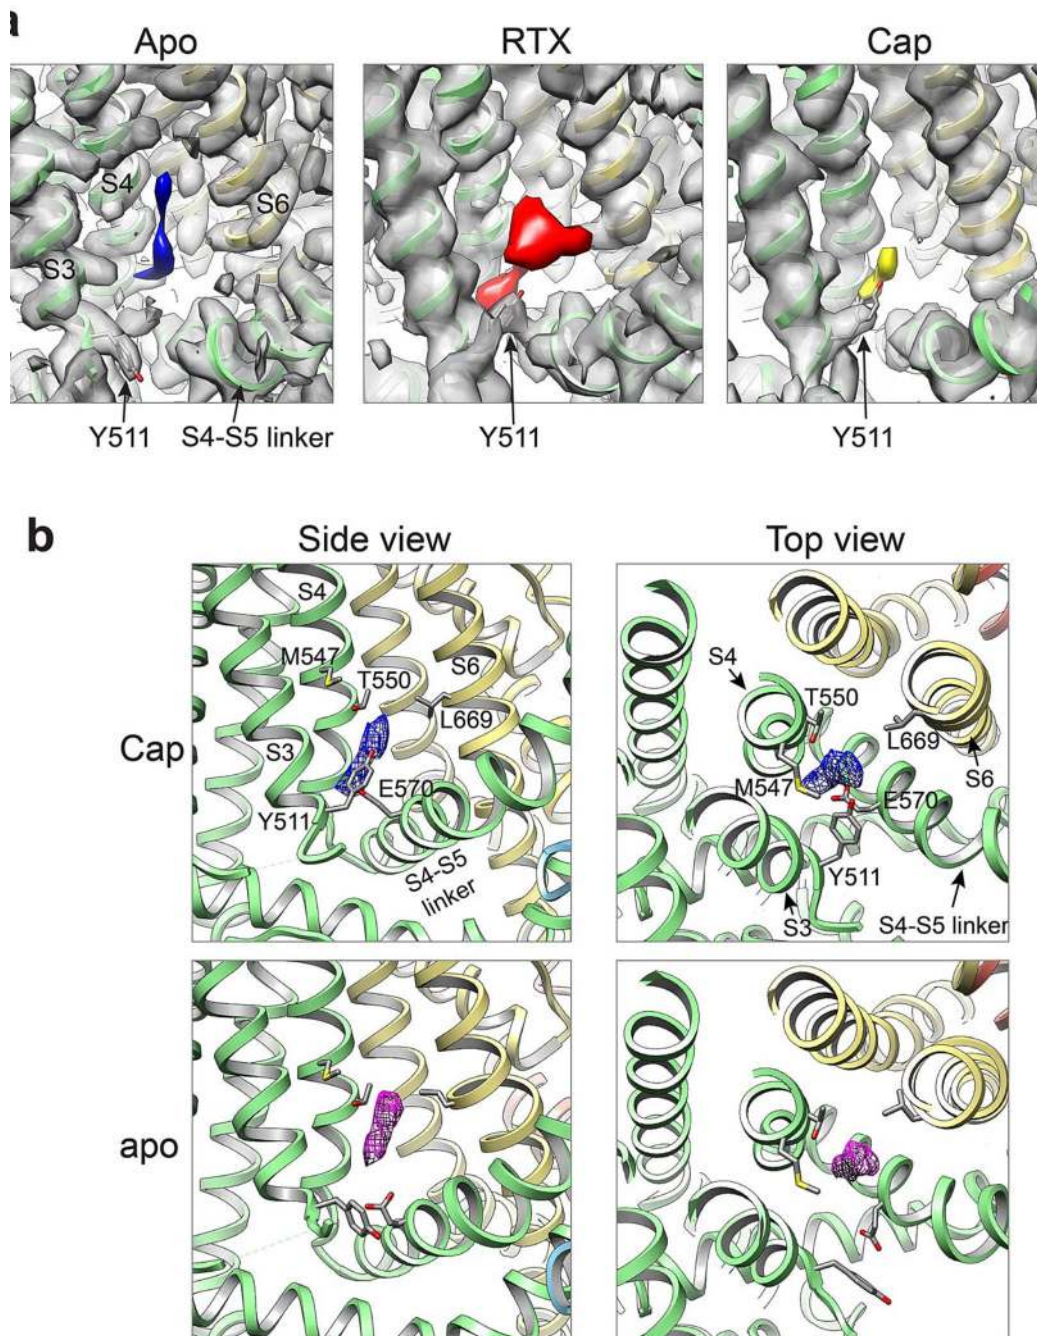 a
Apo RTX Cap
S4
S6
S3
Y511 S4-S5 linker Y511 Y511
b
Side view Top view
Cap
S4
M547
T550
S6
L669
S3
E570
Y511
S4-S5
linker
S4
T550
L669
S6
M547
E570
Y511
S3
S4-S5 linker
apo